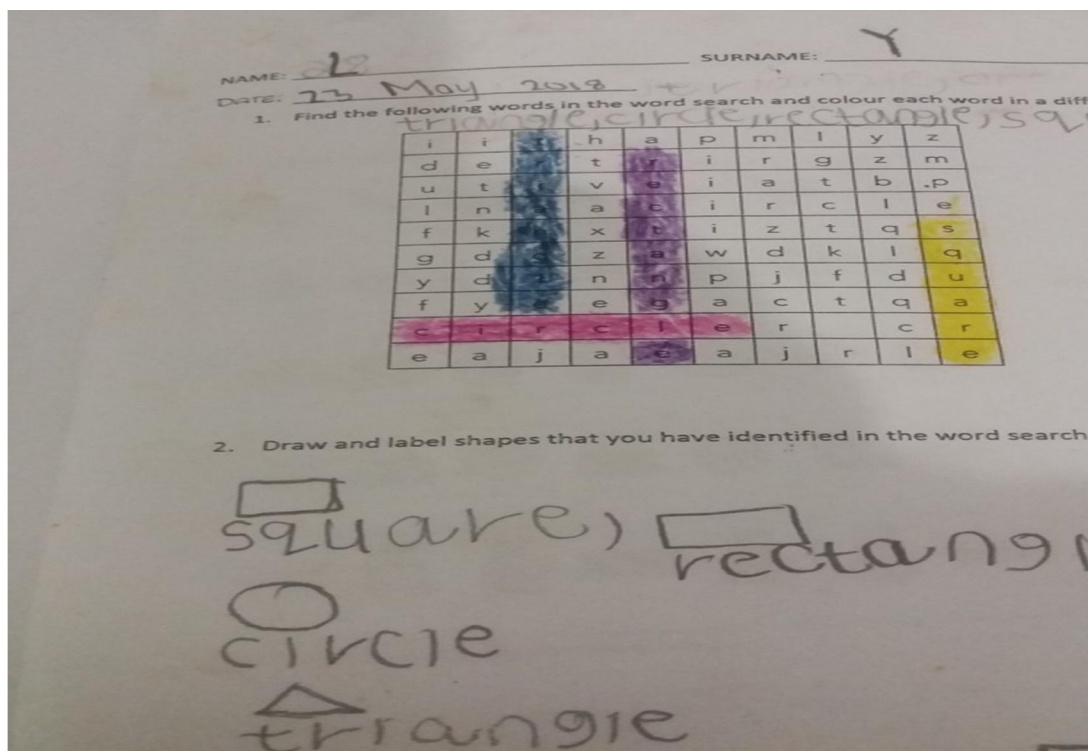 NAME: L SURNAME: Y
DATE: 23 May 2018
1. Find the following words in the word search and colour each word in a diff
triangle, circle, rectangle, squ
i i t h a p m l y z
d e r t r i r g z m
u t i v e i a t b .p
l n a a c i r c l e
f k n x t i z t q s
g d g z a w d k l q
y d l n n p j f d u
f y e e g a c t q a
c i r c l e r c r
e a j a e a j r l e
2. Draw and label shapes that you have identified in the word search
square, rectangl
circle
triangle